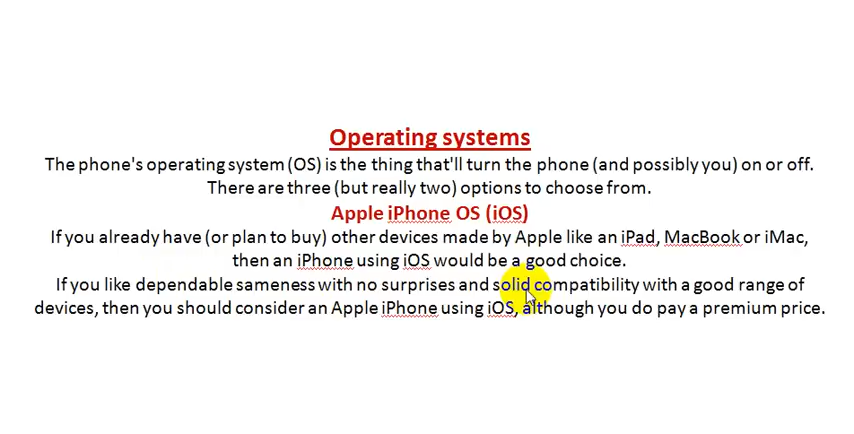 Operating systems
The phone's operating system (OS) is the thing that'll turn the phone (and possibly you) on or off.
There are three (but really two) options to choose from.
Apple iPhone OS (iOS)
If you already have (or plan to buy) other devices made by Apple like an iPad, MacBook or iMac,
then an iPhone using iOS would be a good choice.
If you like dependable sameness with no surprises and solid compatibility with a good range of
devices, then you should consider an Apple iPhone using iOS, although you do pay a premium price.